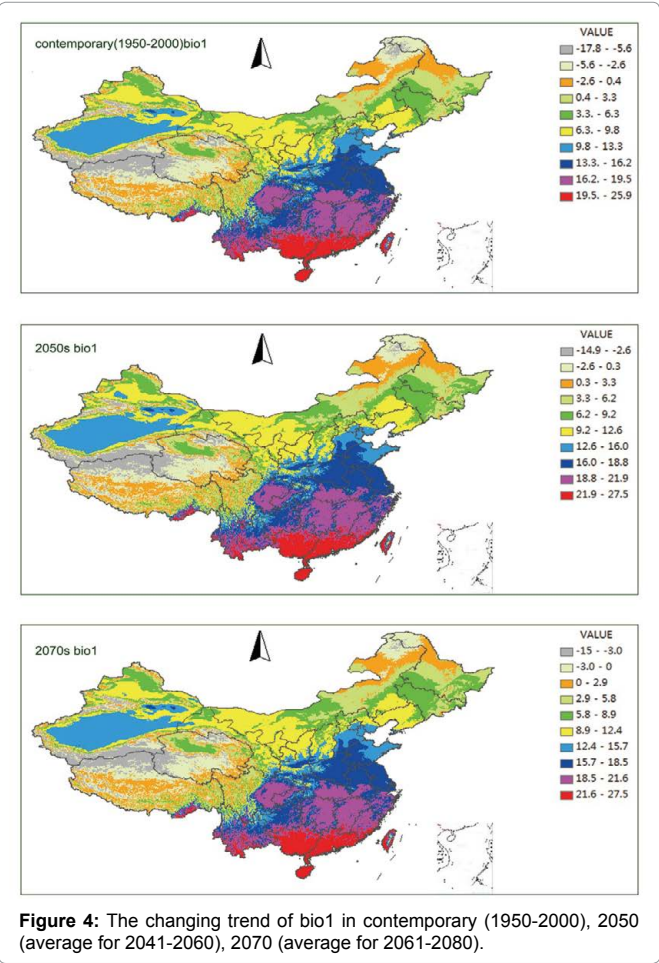 contemporary(1950-2000)bio1
VALUE
-17.8 - -5.6
-5.6 - -2.6
-2.6 - 0.4
0.4 - 3.3
3.3. - 6.3
6.3. - 9.8
9.8 - 13.3
13.3. - 16.2
16.2. - 19.5
19.5. - 25.9
2050s bio1
VALUE
-14.9 - -2.6
-2.6 - 0.3
0.3 - 3.3
3.3 - 6.2
6.2 - 9.2
9.2 - 12.6
12.6 - 16.0
16.0 - 18.8
18.8 - 21.9
21.9 - 27.5
2070s bio1
VALUE
-15 - -3.0
-3.0 - 0
0 - 2.9
2.9 - 5.8
5.8 - 8.9
8.9 - 12.4
12.4 - 15.7
15.7 - 18.5
18.5 - 21.6
21.6 - 27.5
Figure 4: The changing trend of bio1 in contemporary (1950-2000), 2050
(average for 2041-2060), 2070 (average for 2061-2080).